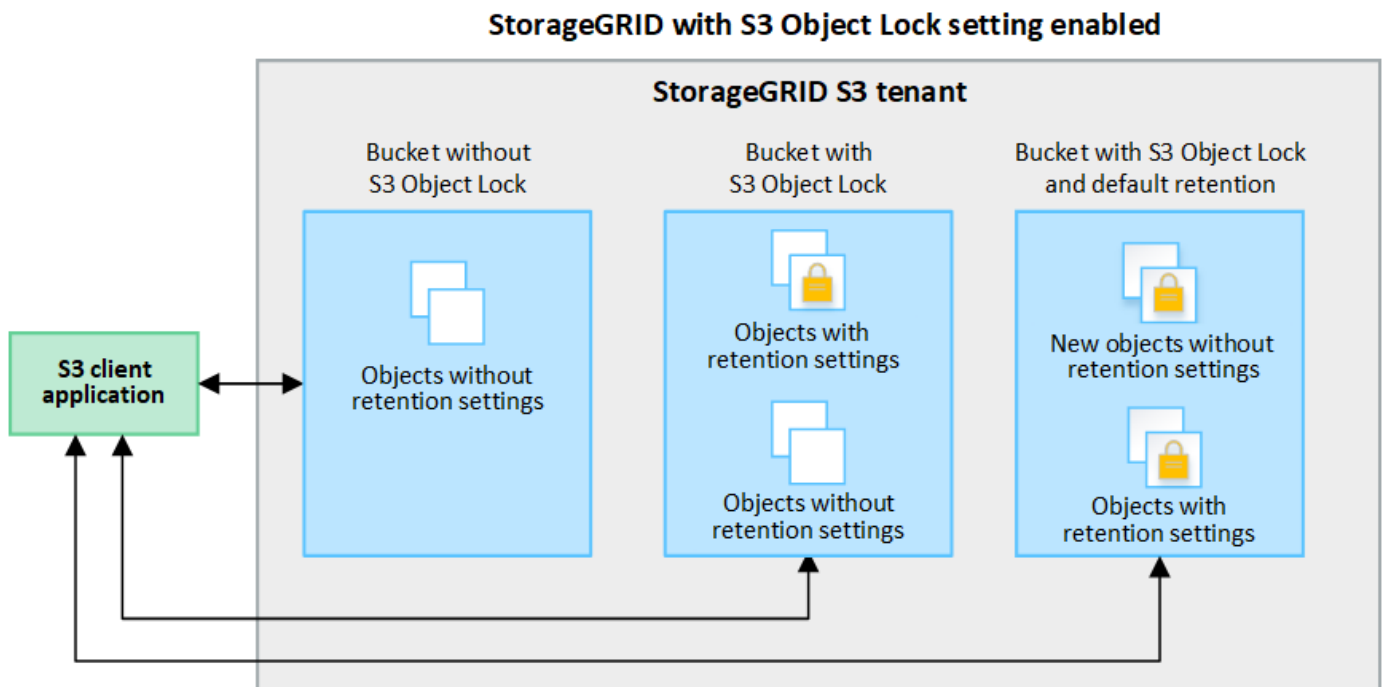 StorageGRID with S3 Object Lock setting enabled
StorageGRID S3 tenant
Bucket without
S3 Object Lock
Bucket with
S3 Object Lock
Bucket with S3 Object Lock
and default retention
S3 client
application
Objects without
retention settings
Objects with
retention settings
Objects without
retention settings
New objects without
retention settings
Objects with
retention settings